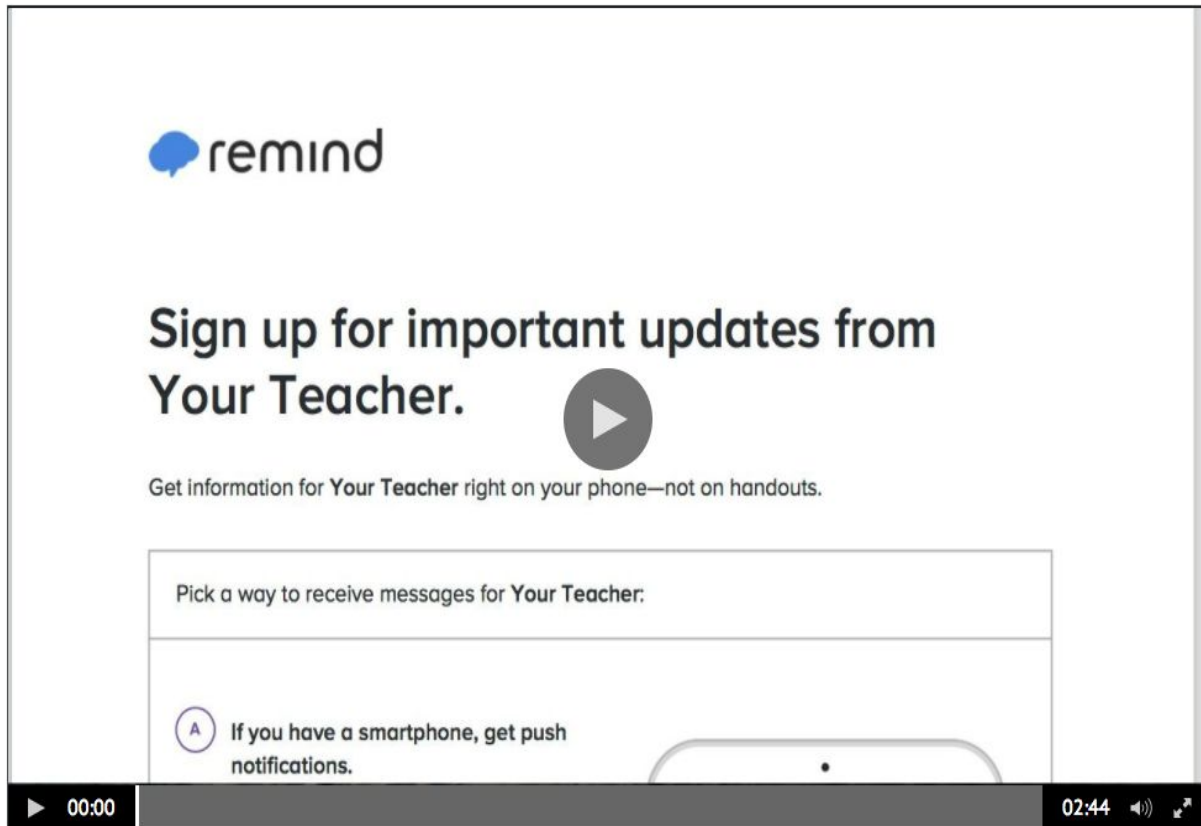 remind
Sign up for important updates from
Your Teacher.
Get information for Your Teacher right on your phone—not on handouts.
Pick a way to receive messages for Your Teacher:
A If you have a smartphone, get push
notifications.
00:00 02:44